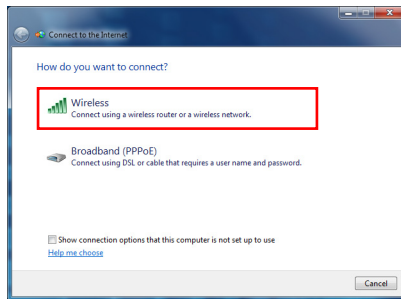 Connect to the Internet
How do you want to connect?
Wireless
Connect using a wireless router or a wireless network.
Broadband (PPPoE)
Connect using DSL or cable that requires a user name and password.
Show connection options that this computer is not set up to use
Help me choose
Cancel